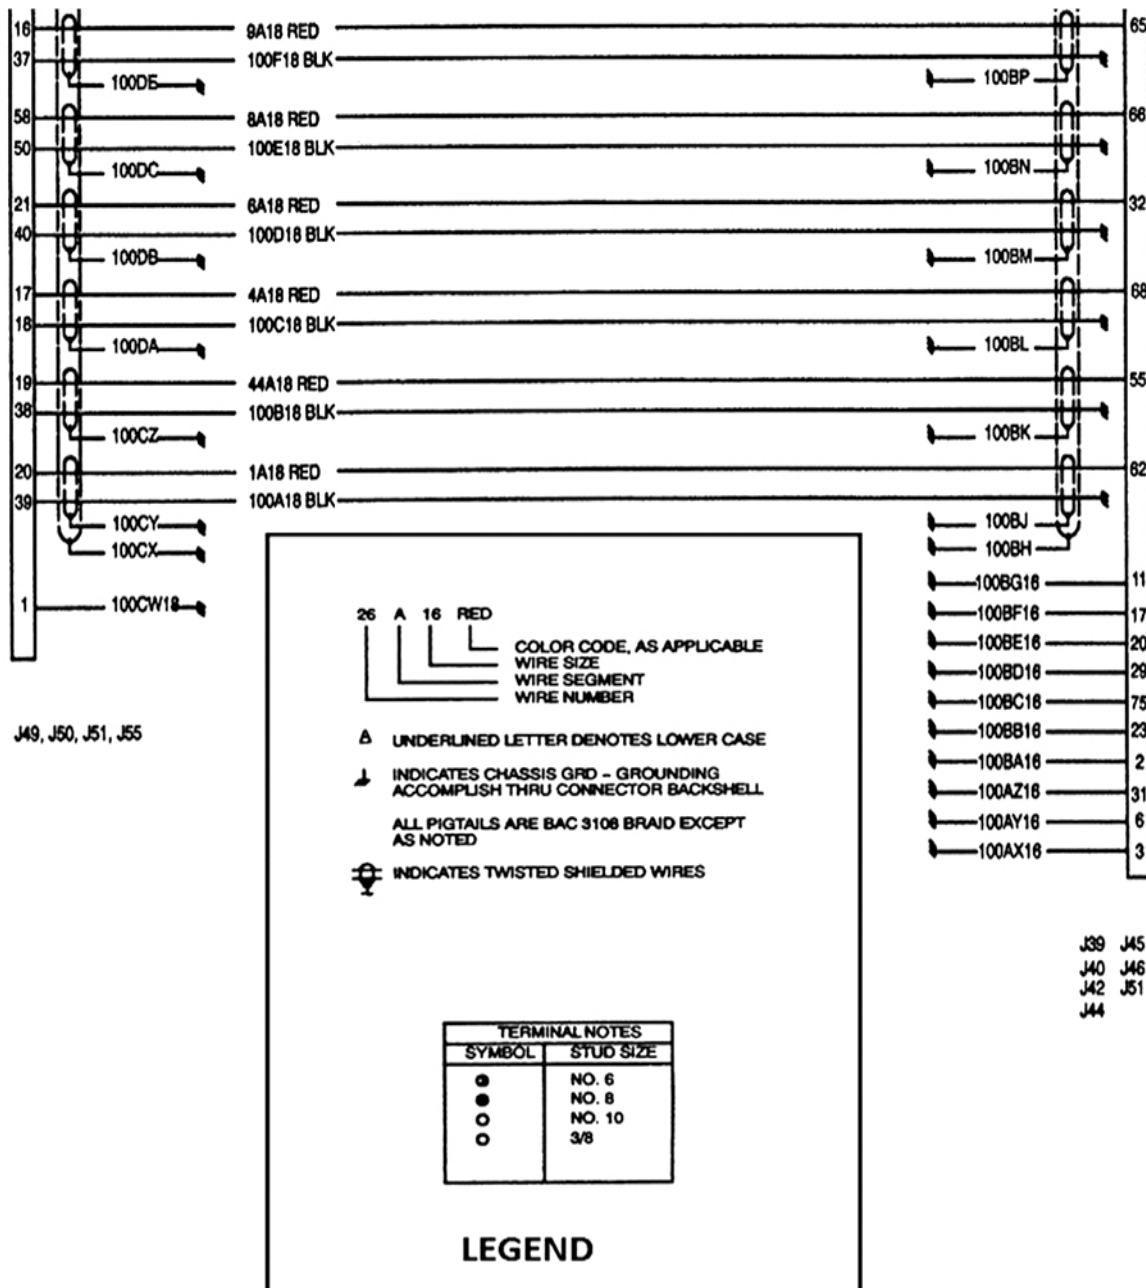 16 9A18 RED 65
37 100F18 BLK
100DE 100BP
58 8A18 RED 66
50 100E18 BLK
100DC 100BN
21 6A18 RED 32
40 100D18 BLK
100DB 100BM
17 4A18 RED 68
18 100C18 BLK
100DA 100BL
19 44A18 RED 55
38 100B18 BLK
100CZ 100BK
20 1A18 RED 62
39 100A18 BLK
100CY 100BJ
100CX 100BH
1 100CW18
100BG16 11
100BF16 17
100BE16 20
100BD16 29
100BC16 75
100BB16 23
100BA16 2
100AZ16 31
100AY16 6
100AX16 3
J49, J50, J51, J55
J39 J45
J40 J46
J42 J51
J44
26 A 16 RED
COLOR CODE, AS APPLICABLE
WIRE SIZE
WIRE SEGMENT
WIRE NUMBER
A UNDERLINED LETTER DENOTES LOWER CASE
INDICATES CHASSIS GRD – GROUNDING
ACCOMPLISH THRU CONNECTOR BACKSHELL
ALL PIGTAILS ARE BAC 3108 BRAID EXCEPT
AS NOTED
INDICATES TWISTED SHIELDED WIRES
TERMINAL NOTES
SYMBOL STUD SIZE
NO. 6
NO. 8
NO. 10
3/8
LEGEND